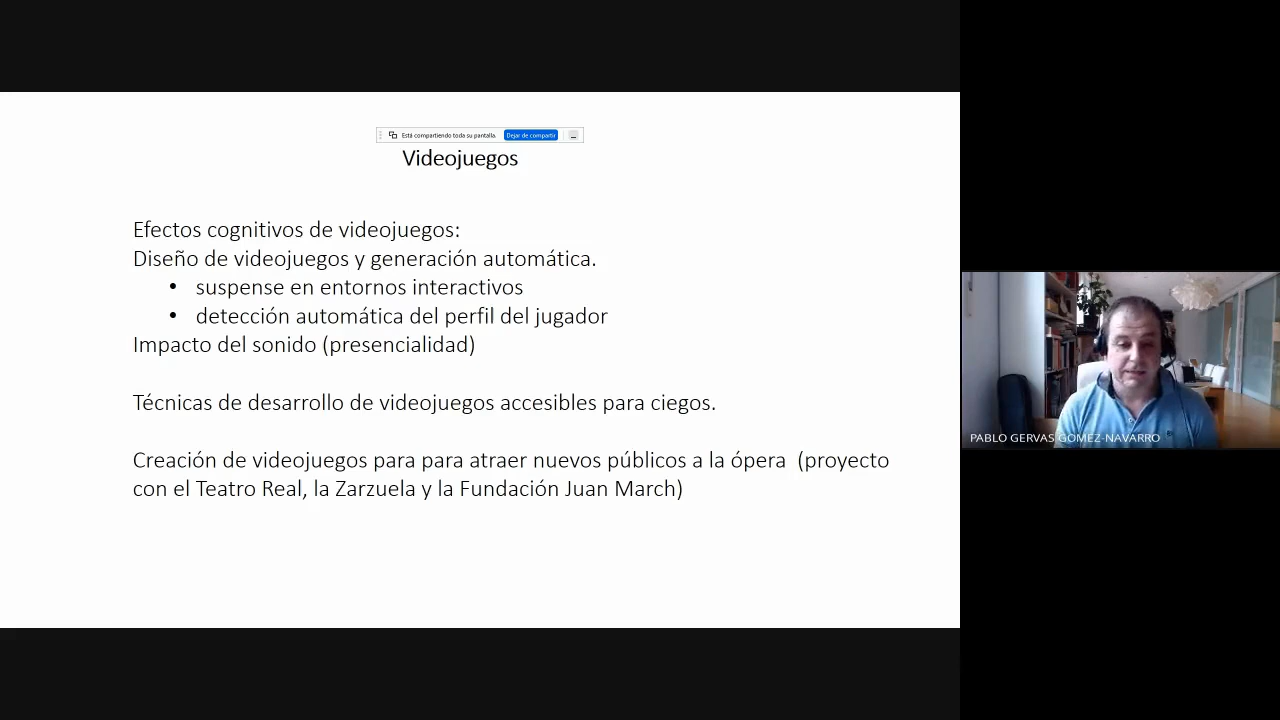 Está compartiendo toda su pantalla. Dejar de compartir
Videojuegos
Efectos cognitivos de videojuegos:
Diseño de videojuegos y generación automática.
• suspense en entornos interactivos
• detección automática del perfil del jugador
Impacto del sonido (presencialidad)
Técnicas de desarrollo de videojuegos accesibles para ciegos.
Creación de videojuegos para para atraer nuevos públicos a la ópera (proyecto
con el Teatro Real, la Zarzuela y la Fundación Juan March)
PABLO GERVAS GOMEZ-NAVARRO